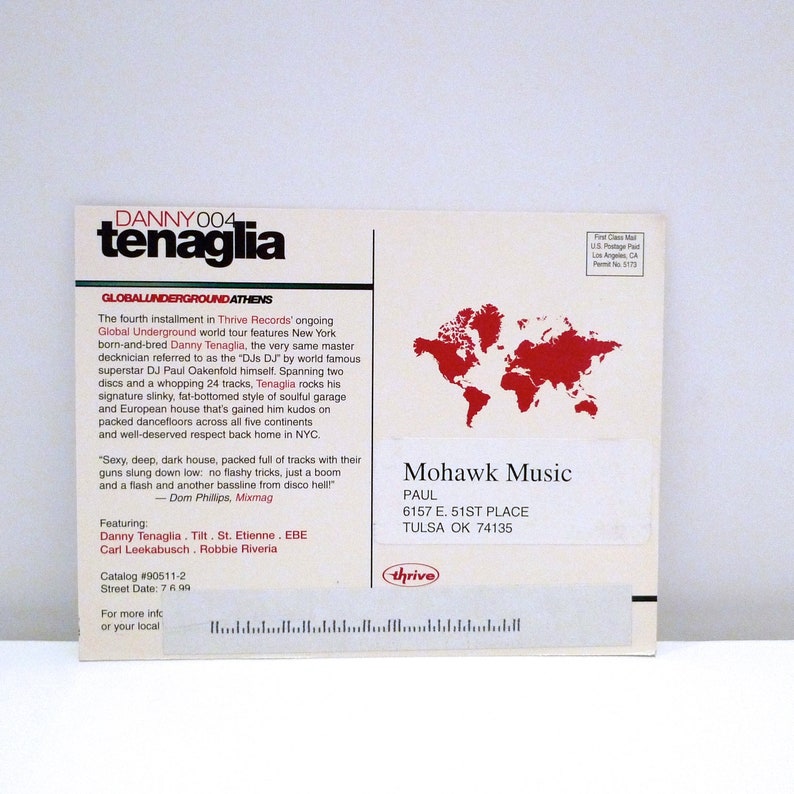 DANNY 004
tenaglia
GLOBALUNDERGROUNDATHENS
The fourth installment in Thrive Records' ongoing
Global Underground world tour features New York
born-and-bred Danny Tenaglia, the very same master
decknician referred to as the "DJs DJ" by world famous
superstar DJ Paul Oakenfold himself. Spanning two
discs and a whopping 24 tracks, Tenaglia rocks his
signature slinky, fat-bottomed style of soulful garage
and European house that's gained him kudos on
packed dancefloors across all five continents
and well-deserved respect back home in NYC.
"Sexy, deep, dark house, packed full of tracks with their
guns slung down low: no flashy tricks, just a boom
and a flash and another bassline from disco hell!"
— Dom Phillips, Mixmag
Featuring:
Danny Tenaglia . Tilt . St. Etienne . EBE
Carl Leekabusch . Robbie Riveria
Catalog #90511-2
Street Date: 7.6.99
For more info
or your local
First Class Mail
U.S. Postage Paid
Los Angeles, CA
Permit No. 5173
Mohawk Music
PAUL
6157 E. 51ST PLACE
TULSA OK 74135
thrive